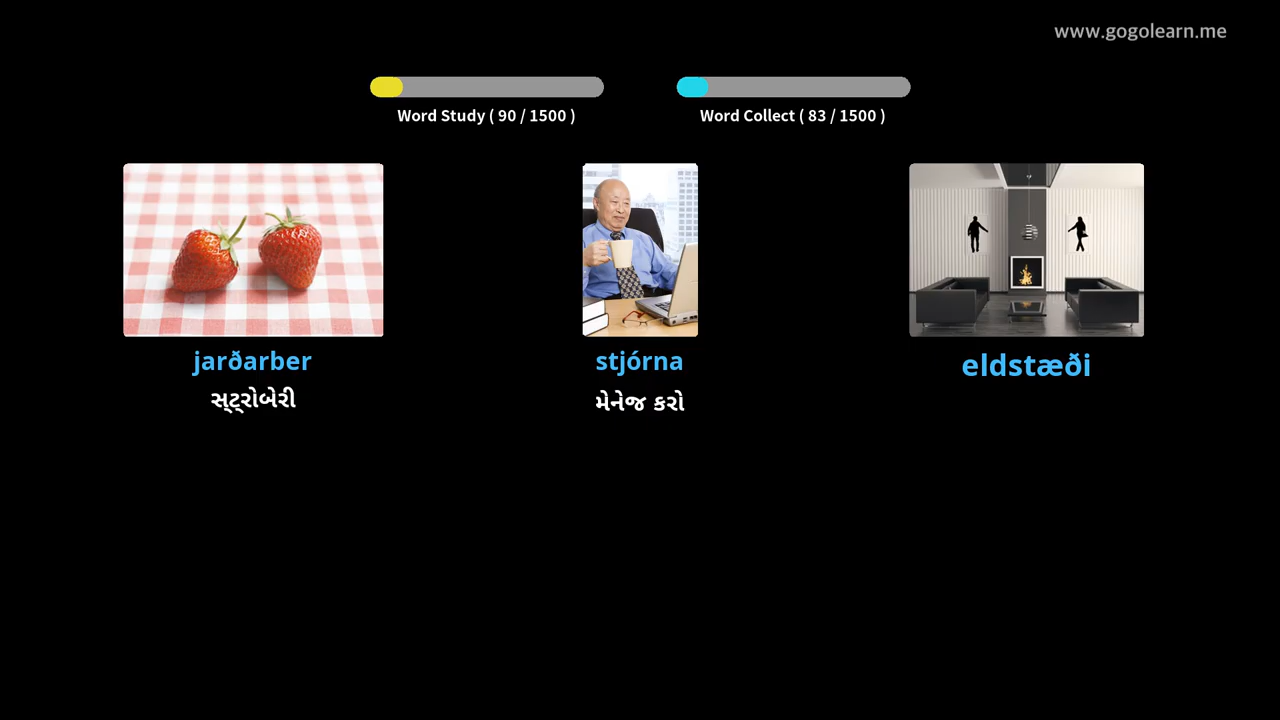 www.gogolearn.me
Word Study ( 90 / 1500 )
Word Collect ( 83 / 1500 )
jarðarber
stjórna
eldstæði
સ્ટ્રોબેરી
મેનેજ કરો